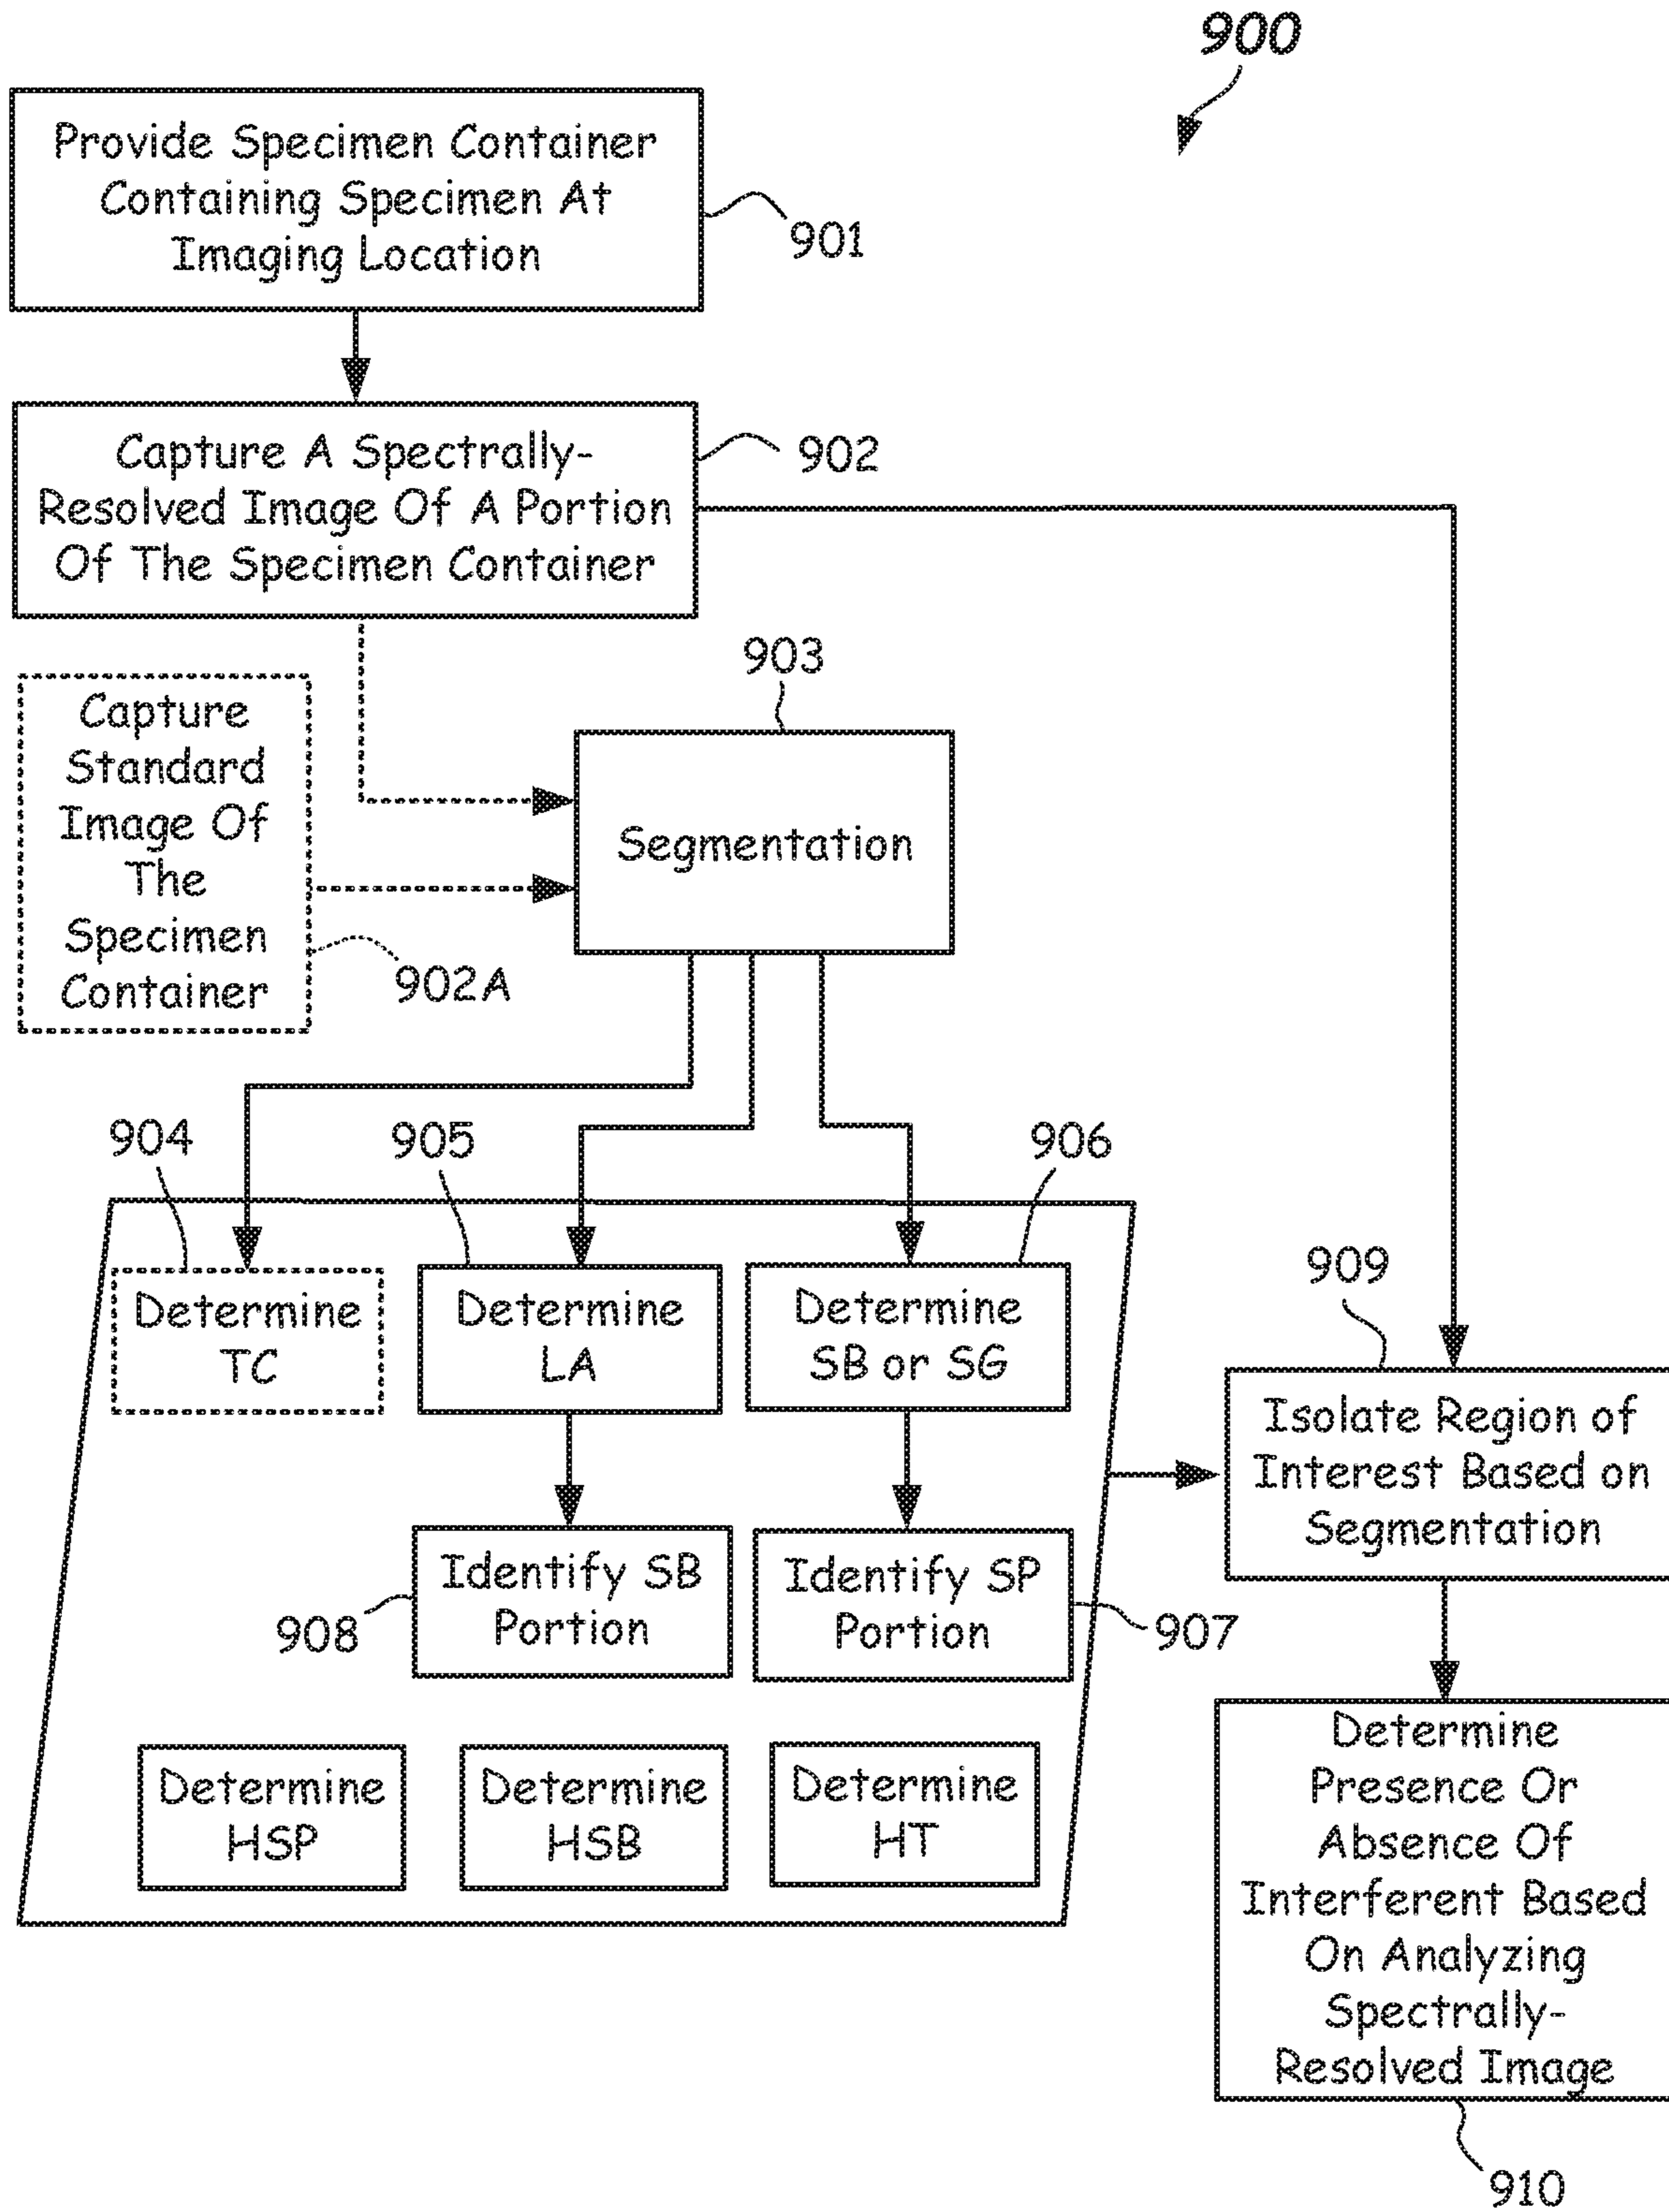 900
Provide Specimen Container
Containing Specimen At
Imaging Location
901
Capture A Spectrally-
Resolved Image Of A Portion
Of The Specimen Container
902
Capture
Standard
Image Of
The
Specimen
Container
902A
903
Segmentation
904
905
906
Determine
TC
Determine
LA
Determine
SB or SG
Identify SB
Portion
908
Identify SP
Portion
907
Determine
HSP
Determine
HSB
Determine
HT
909
Isolate Region of
Interest Based on
Segmentation
Determine
Presence Or
Absence Of
Interferent Based
On Analyzing
Spectrally-
Resolved Image
910